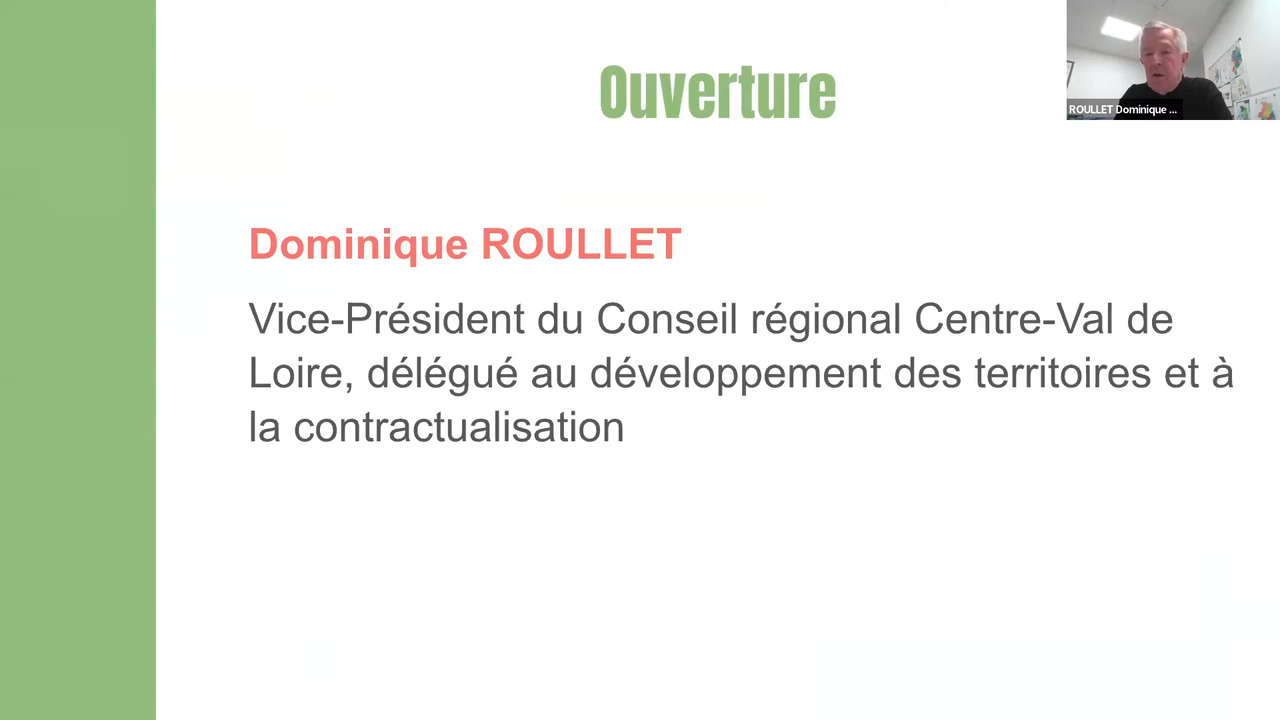 Ouverture
ROULLET Dominique ...
Dominique ROULLET
Vice-Président du Conseil régional Centre-Val de
Loire, délégué au développement des territoires et à
la contractualisation